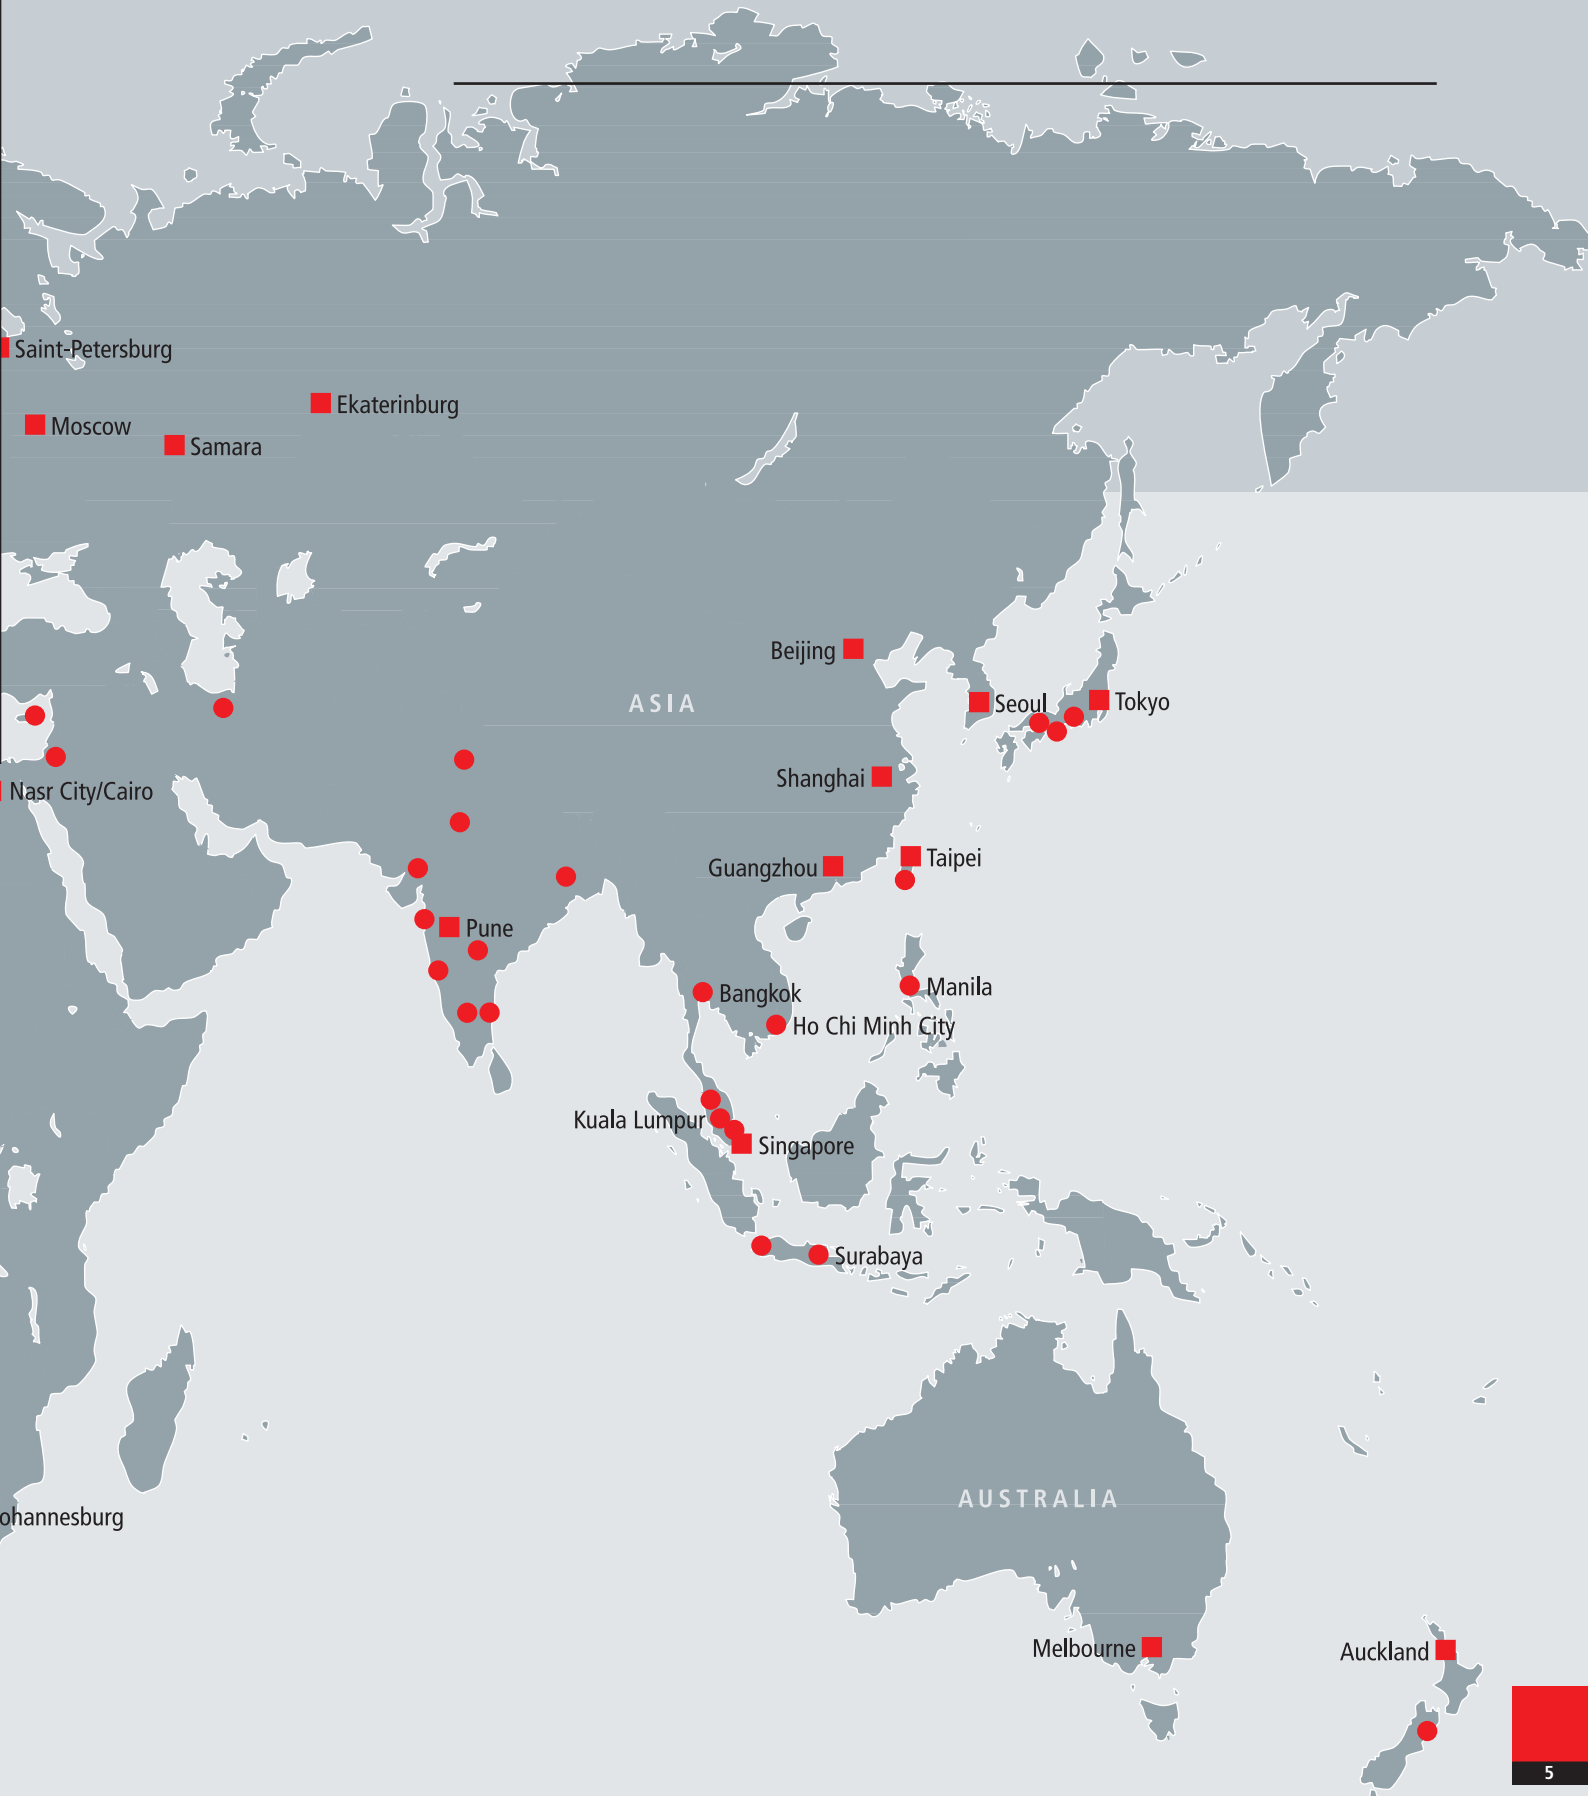 Saint-Petersburg
Ekaterinburg
Moscow
Samara
Beijing
ASIA
Seoul
Tokyo
Shanghai
Nasr City/Cairo
Taipei
Guangzhou
Pune
Manila
Bangkok
Ho Chi Minh City
Kuala Lumpur
Singapore
Surabaya
AUSTRALIA
ohannesburg
Melbourne
Auckland
5